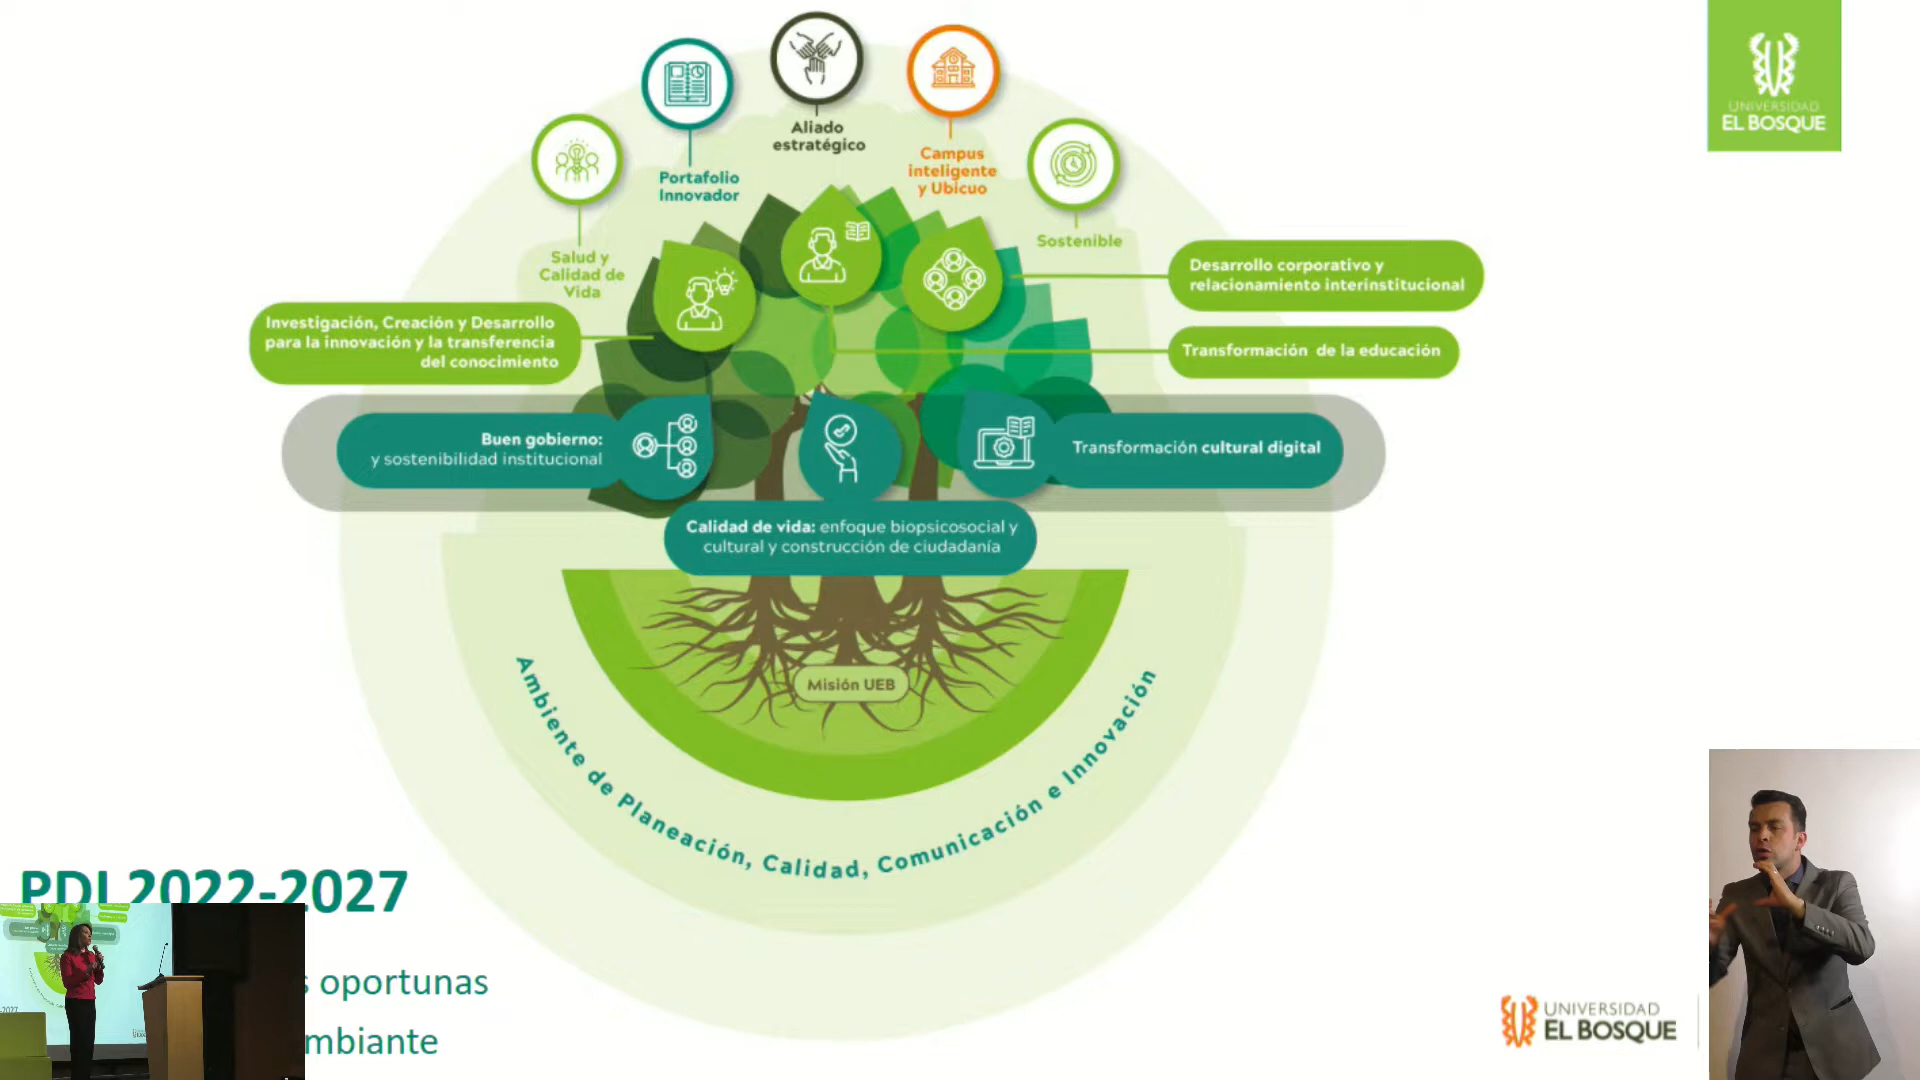 UNIVERSIDAD
EL BOSQUE
Aliado
estratégico
Campus
inteligente
y Ubicuo
Portafolio
Innovador
Sostenible
Salud y
Calidad de
Vida
Desarrollo corporativo y
relacionamiento interinstitucional
Investigación, Creación y Desarrollo
para la innovación y la transferencia
del conocimiento
Transformación de la educación
Buen gobierno:
y sostenibilidad institucional
Transformación cultural digital
Calidad de vida: enfoque biopsicosocial y
cultural y construcción de ciudadanía
Misión UEB
Ambiente de Planeación, Calidad, Comunicación e Innovación
PDI 2022-2027
oportunas
mbiante
UNIVERSIDAD
EL BOSQUE